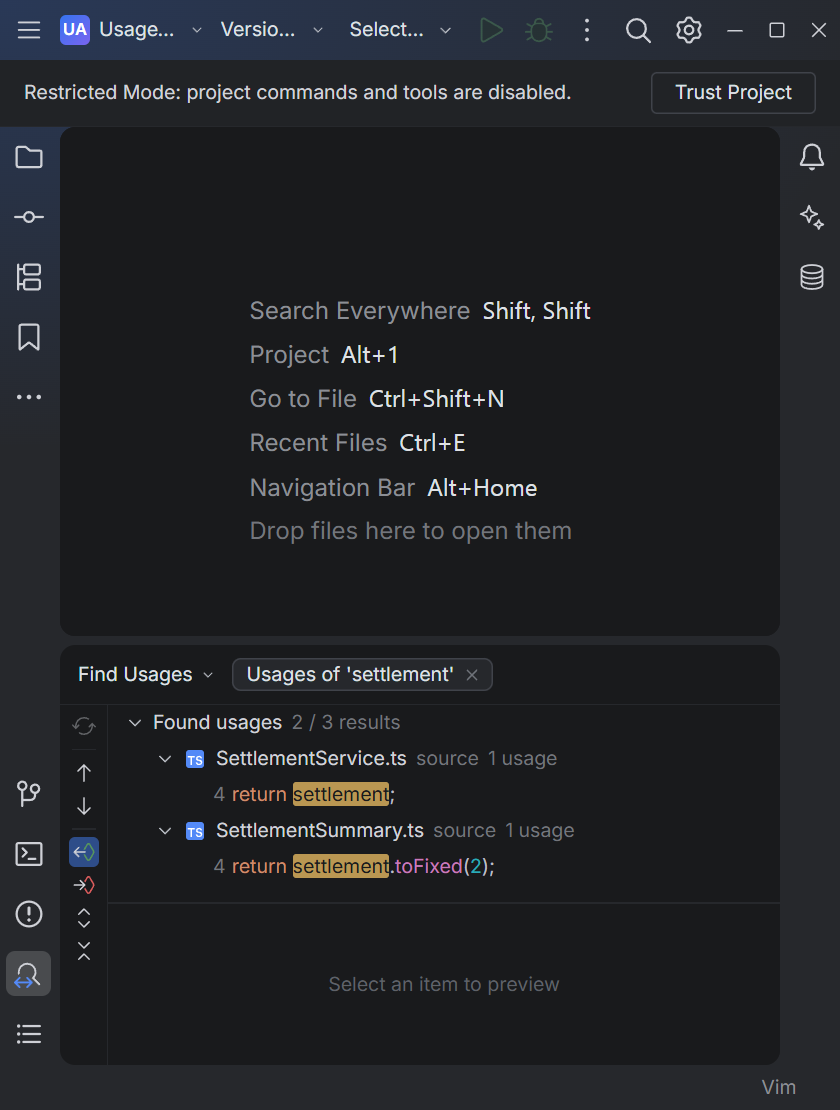 UA Usage... Versio... Select...
Restricted Mode: project commands and tools are disabled. Trust Project
Search Everywhere Shift, Shift
Project Alt+1
Go to File Ctrl+Shift+N
Recent Files Ctrl+E
Navigation Bar Alt+Home
Drop files here to open them
Find Usages Usages of 'settlement'
Found usages 2 / 3 results
TS SettlementService.ts source 1 usage
4 return settlement;
TS SettlementSummary.ts source 1 usage
4 return settlement.toFixed(2);
Select an item to preview
Vim